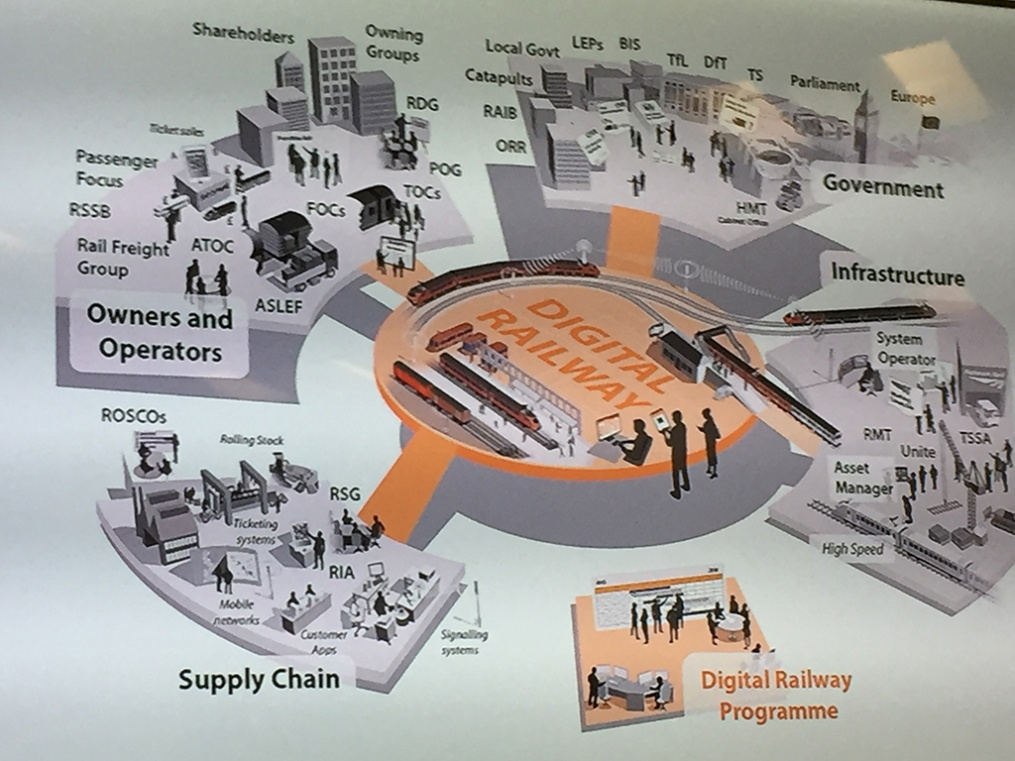 Shareholders
Owning
Groups
RDG
Ticket sales
POG
Passenger
Focus
TOCs
RSSB
FOCs
Rail Freight
Group
ATOC
ASLEF
Owners and
Operators
Local Govt
LEPs
BIS
TfL
DfT
TS
Parliament
Europe
Catapults
RAIB
ORR
HMT
Cabinet Office
Government
Infrastructure
System
Operator
RMT
Unite
TSSA
Asset
Manager
High Speed
DIGITAL
RAILWAY
ROSCOs
Rolling Stock
RSG
Ticketing
systems
RIA
Mobile
networks
Customer
Apps
Signalling
systems
Supply Chain
Digital Railway
Programme